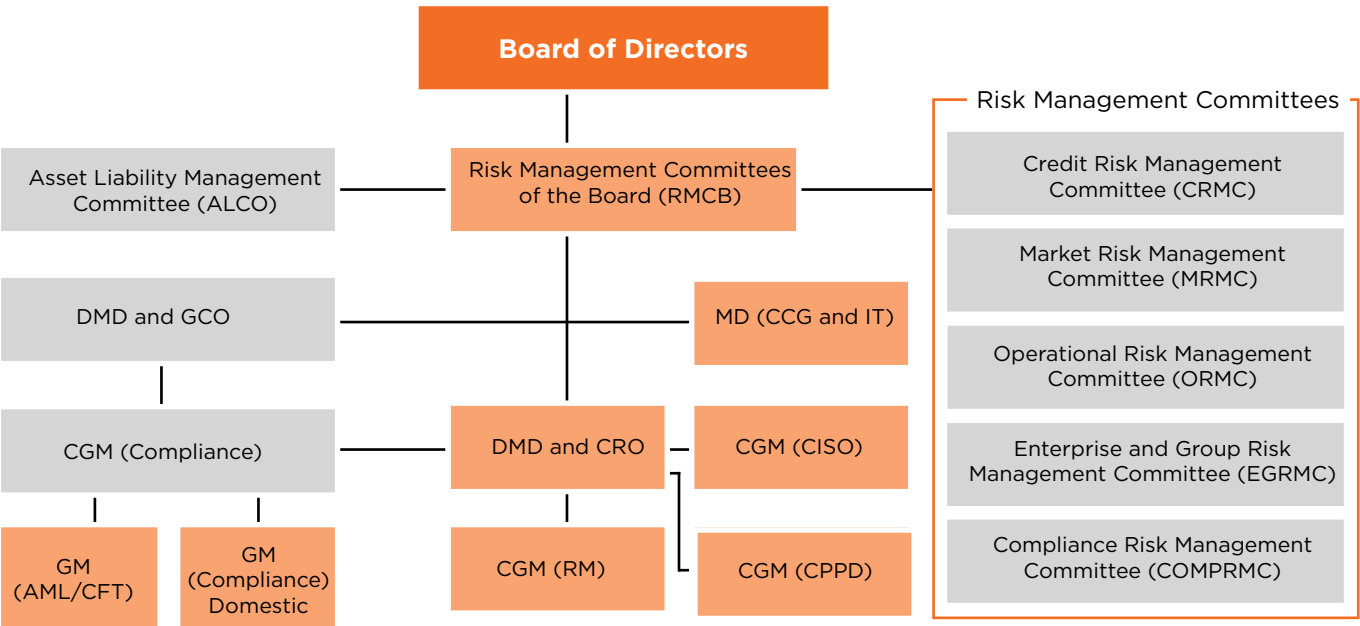 Board of Directors
Risk Management Committees
Asset Liability Management
Committee (ALCO)
Risk Management Committees
of the Board (RMCB)
Credit Risk Management
Committee (CRMC)
Market Risk Management
Committee (MRMC)
DMD and GCO
MD (CCG and IT)
Operational Risk Management
Committee (ORMC)
CGM (Compliance)
DMD and CRO
CGM (CISO)
Enterprise and Group Risk
Management Committee (EGRMC)
GM
(AML/CFT)
GM
(Compliance)
Domestic
CGM (RM)
CGM (CPPD)
Compliance Risk Management
Committee (COMPRMC)